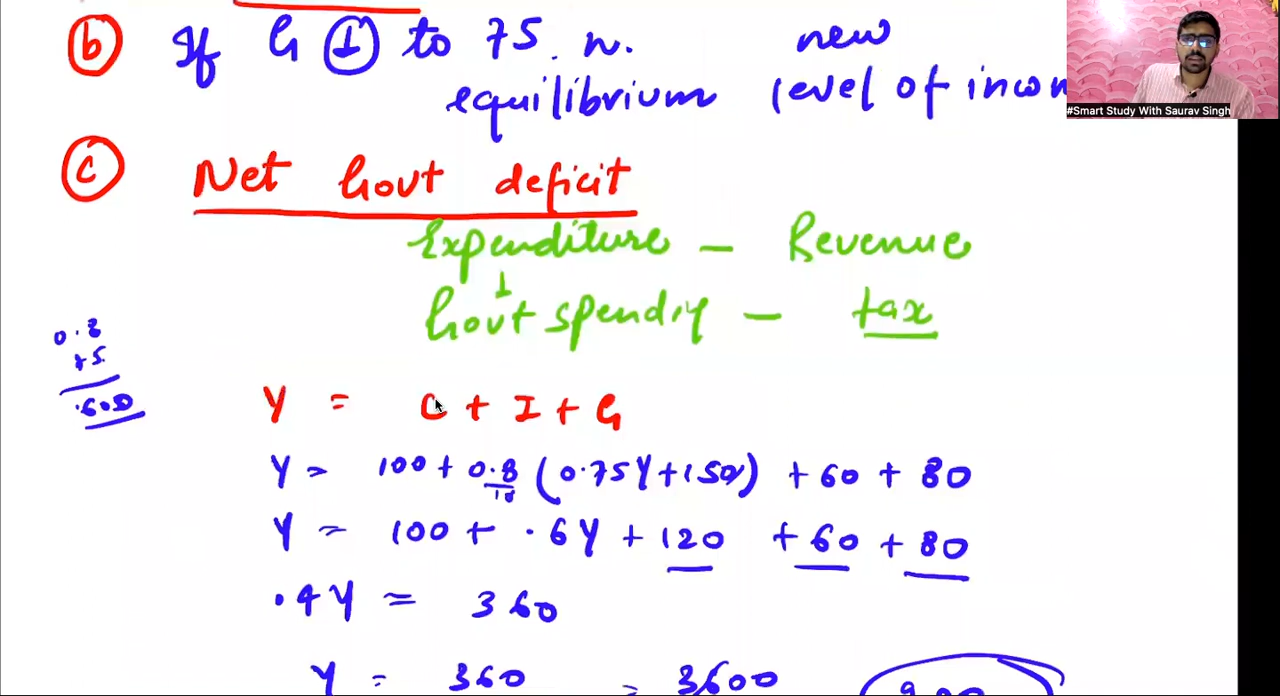 b If G ↓ to 75. n. new
equilibrium level of incom
#Smart Study With Saurav Singh
c Net Govt deficit
Expenditure - Revenue
↓
Govt spending - tax
0.8
75
.600
Y = C + I + G
Y = 100 + 0.8 (0.75Y + 150) + 60 + 80
10
Y = 100 + .6Y + 120 + 60 + 80
.4Y = 360
Y = 360 = 3600
900